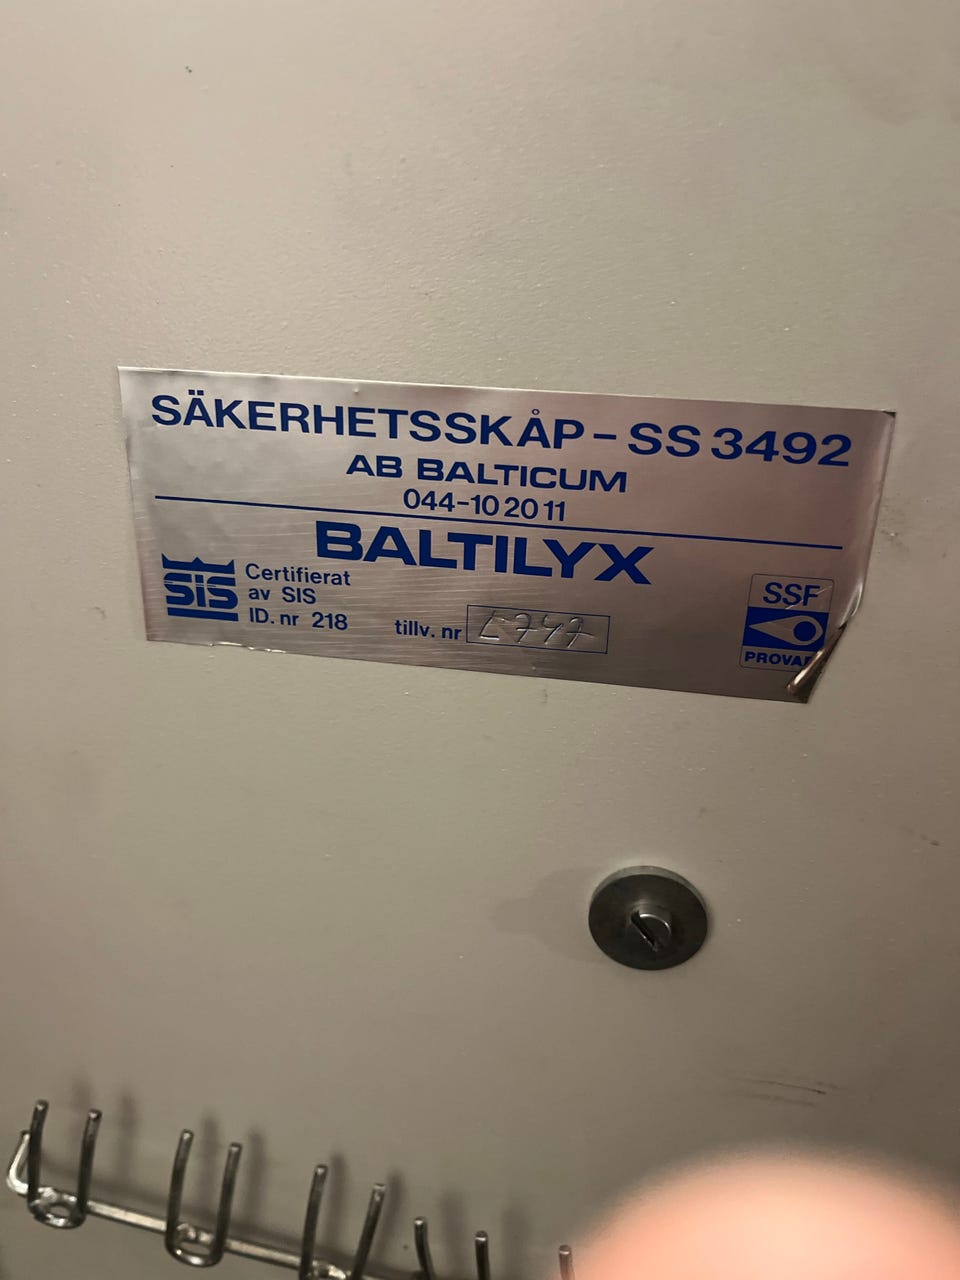 SÄKERHETSSKÅP - SS 3492
AB BALTICUM
044-10 20 11
BALTILYX
SIS
Certifierat
av SIS
ID. nr 218
tillv. nr
SSF